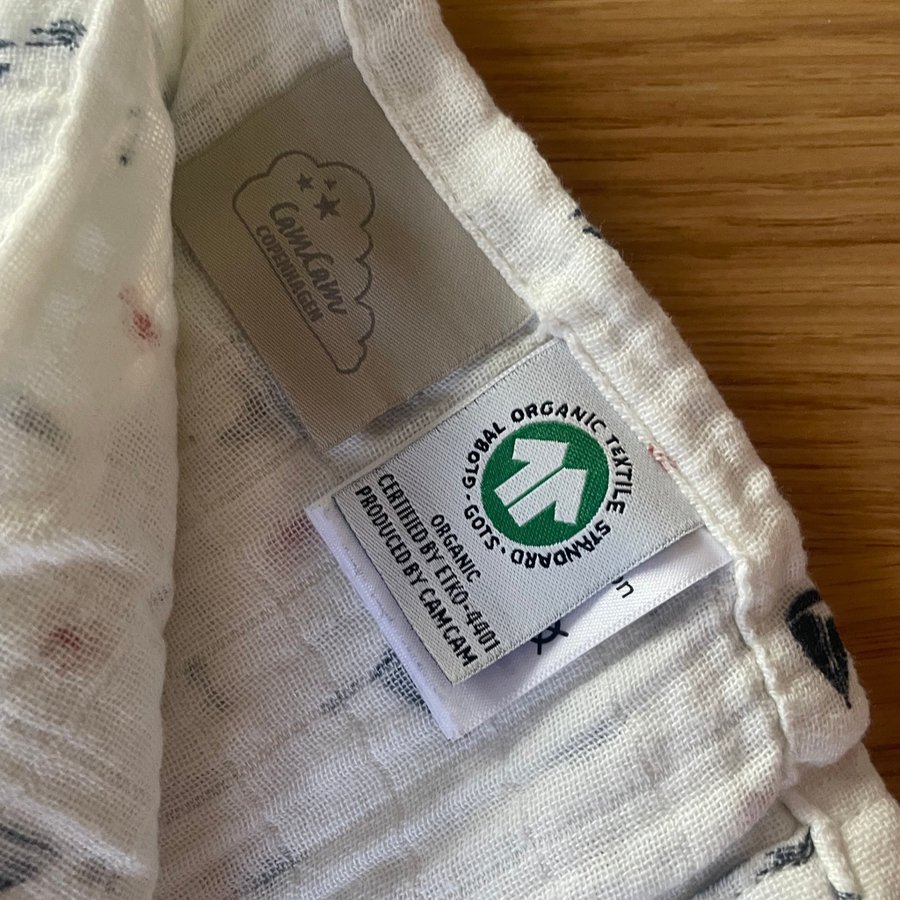 CamCam
COPENHAGEN
GLOBAL ORGANIC TEXTILE STANDARD · GOTS ·
ORGANIC
CERTIFIED BY ETKO-4401
PRODUCED BY CAM CAM